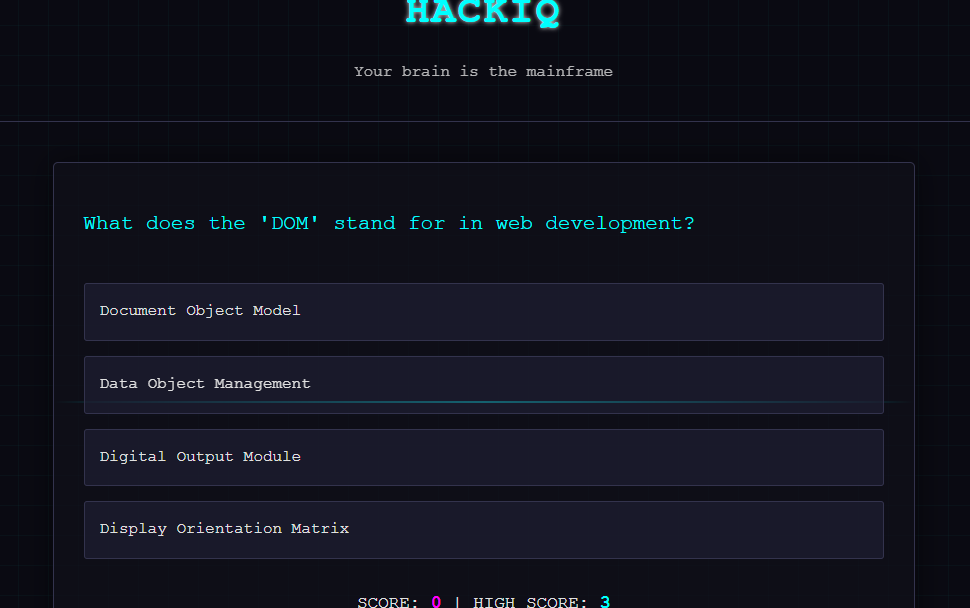 HACKIQ
Your brain is the mainframe
What does the 'DOM' stand for in web development?
Document Object Model
Data Object Management
Digital Output Module
Display Orientation Matrix
SCORE: 0 | HIGH SCORE: 3